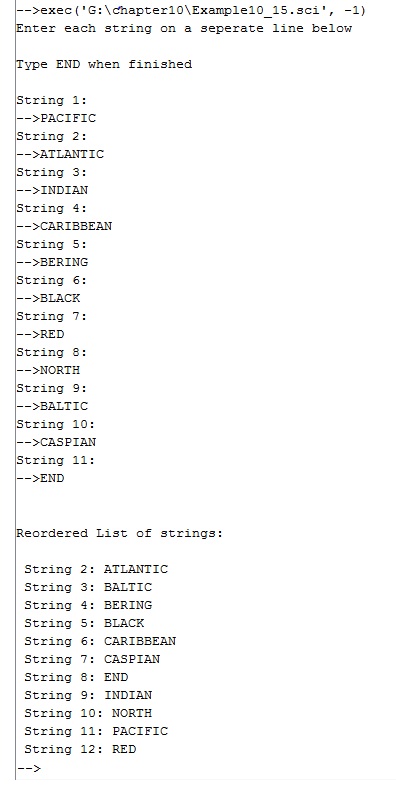 -->exec('G:\chapter10\Example10_15.sci', -1)
Enter each string on a seperate line below
Type END when finished
String 1:
-->PACIFIC
String 2:
-->ATLANTIC
String 3:
-->INDIAN
String 4:
-->CARIBBEAN
String 5:
-->BERING
String 6:
-->BLACK
String 7:
-->RED
String 8:
-->NORTH
String 9:
-->BALTIC
String 10:
-->CASPIAN
String 11:
-->END
Reordered List of strings:
String 2: ATLANTIC
String 3: BALTIC
String 4: BERING
String 5: BLACK
String 6: CARIBBEAN
String 7: CASPIAN
String 8: END
String 9: INDIAN
String 10: NORTH
String 11: PACIFIC
String 12: RED
-->